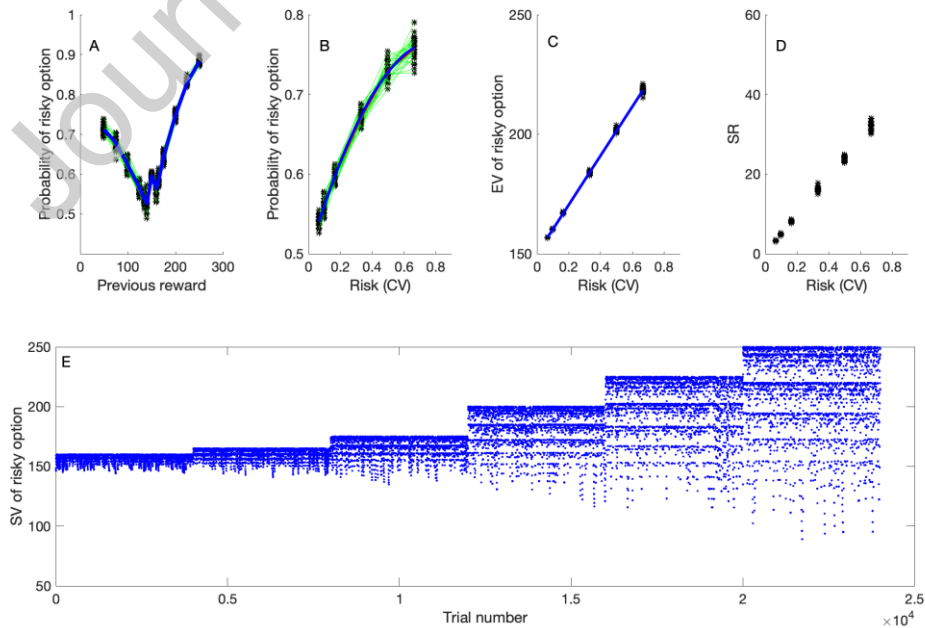 Journ
A
Probability of risky option
1
0.9
0.8
0.7
0.6
0.5
0 100 200 300
Previous reward
B
Probability of risky option
0.8
0.7
0.6
0.5
0 0.2 0.4 0.6 0.8
Risk (CV)
C
EV of risky option
250
200
150
0 0.2 0.4 0.6 0.8
Risk (CV)
D
SR
60
40
20
0
0 0.2 0.4 0.6 0.8
Risk (CV)
E
SV of risky option
250
200
150
100
50
0 0.5 1 1.5 2 2.5
×10⁴
Trial number